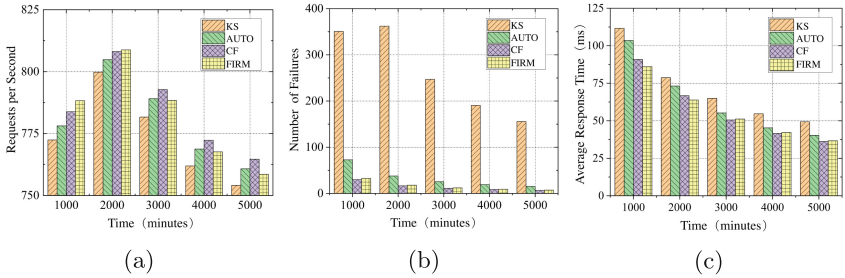 825
800
775
750
Requests per Second
KS
AUTO
CF
FIRM
1000 2000 3000 4000 5000
Time（minutes）
(a)
400
300
200
100
0
Number of Failures
KS
AUTO
CF
FIRM
1000 2000 3000 4000 5000
Time（minutes）
(b)
125
100
75
50
25
0
Average Response Time（ms）
KS
AUTO
CF
FIRM
1000 2000 3000 4000 5000
Time（minutes）
(c)